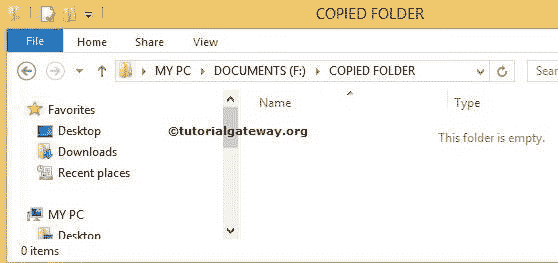 COPIED FOLDER
File Home Share View
MY PC DOCUMENTS (F:) COPIED FOLDER Sear
Favorites
Desktop
Downloads
Recent places
MY PC
Desktop
0 items
©tutorialgateway.org
Name Type
This folder is empty.